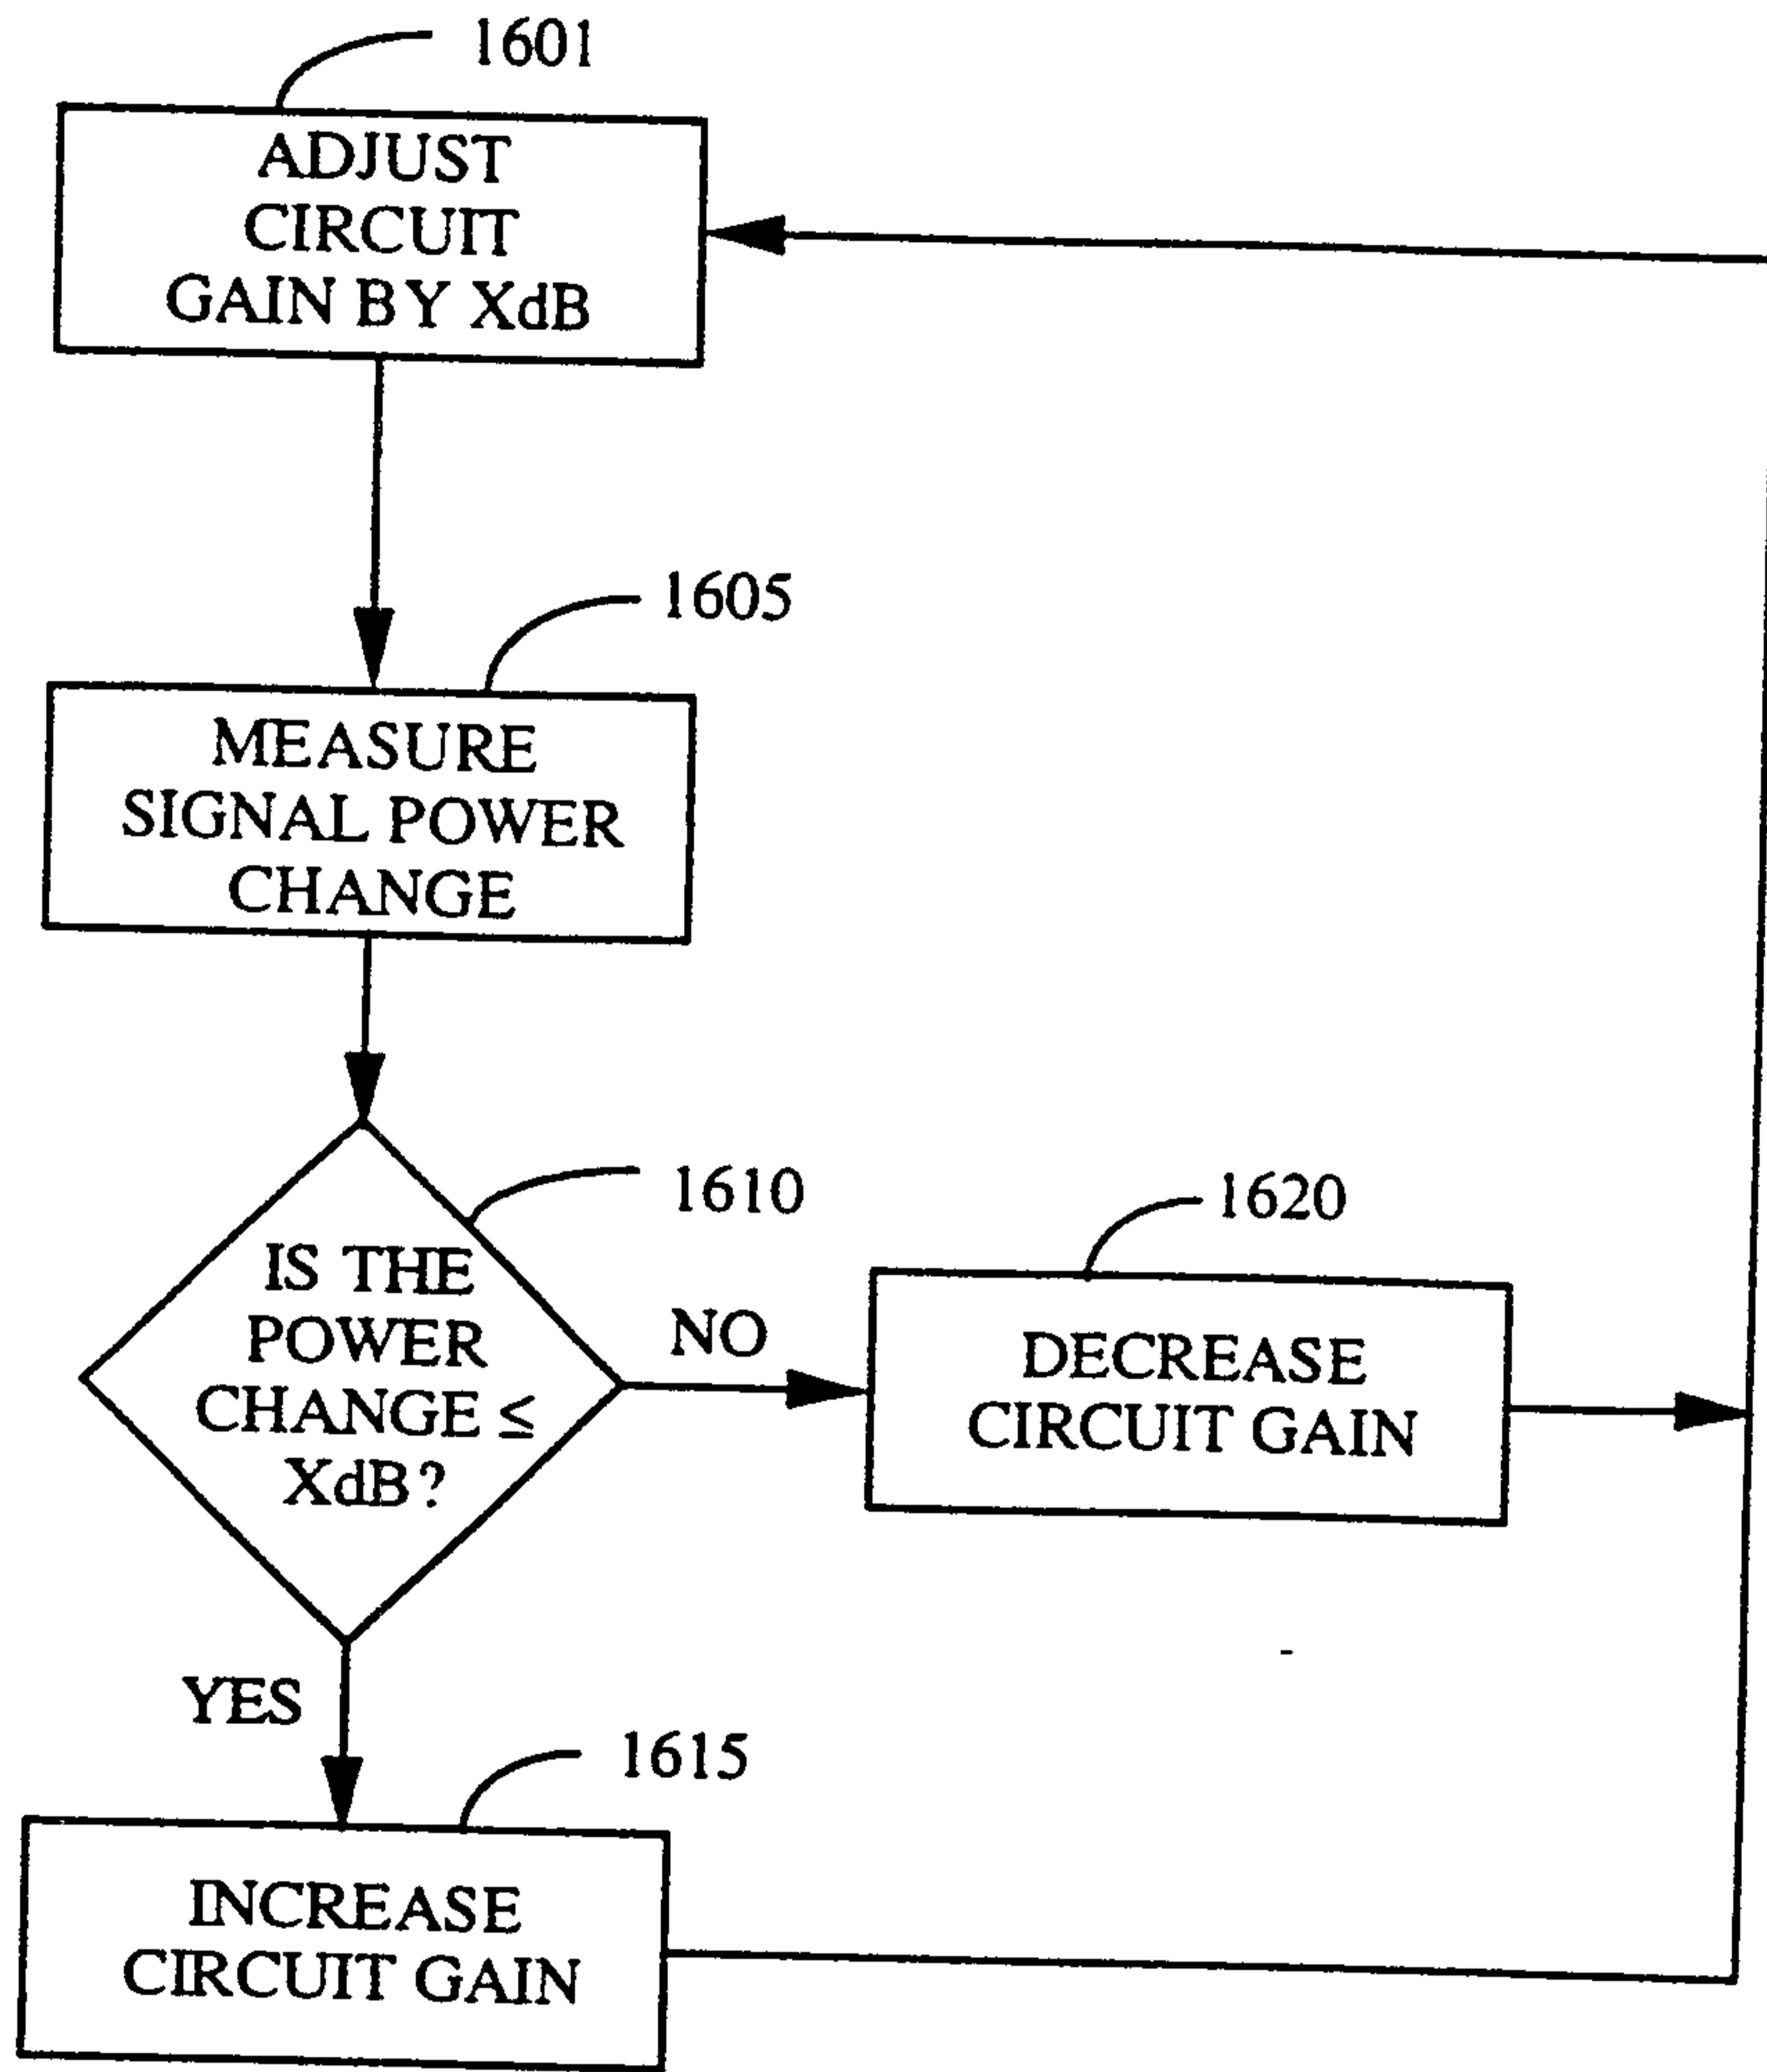 1601
ADJUST
CIRCUIT
GAIN BY XdB
1605
MEASURE
SIGNAL POWER
CHANGE
1610
IS THE
POWER
CHANGE ≤
XdB?
NO
1620
DECREASE
CIRCUIT GAIN
YES
1615
INCREASE
CIRCUIT GAIN